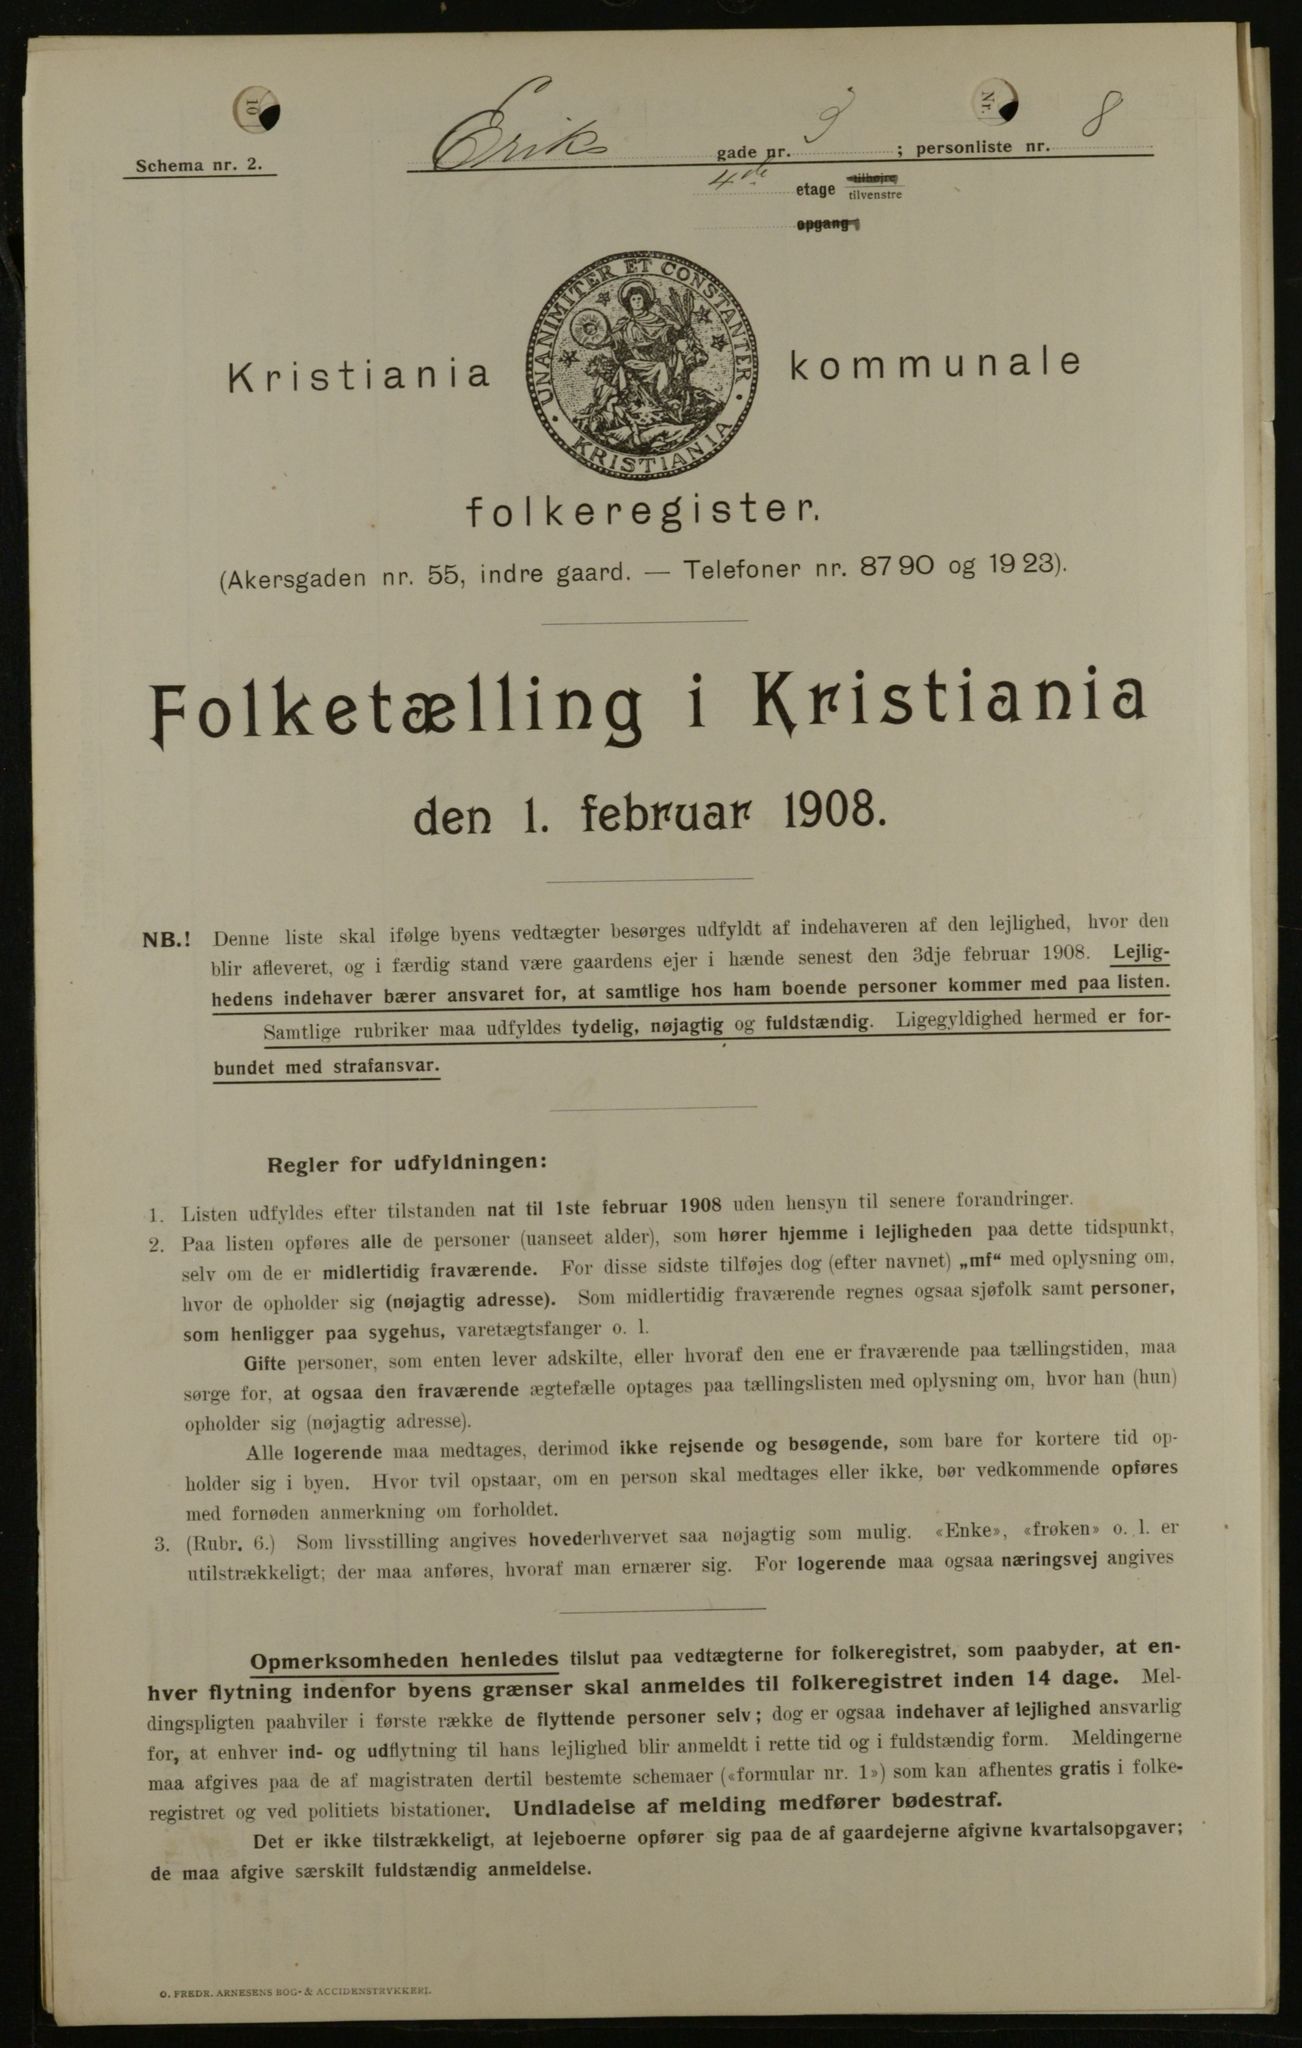 10
Nr.
Schema nr. 2.
Eriks gade nr. 3 ; personliste nr. 8
4de etage tilhøjre
tilvenstre
opgang
UNANIMITER ET CONSTANTER
KRISTIANIA
Kristiania kommunale
folkeregister.
(Akersgaden nr. 55, indre gaard. — Telefoner nr. 87 90 og 19 23).
Folketælling i Kristiania
den 1. februar 1908.
NB.! Denne liste skal ifølge byens vedtægter besørges udfyldt af indehaveren af den lejlighed, hvor den
blir afleveret, og i færdig stand være gaardens ejer i hænde senest den 3dje februar 1908. Lejlig-
hedens indehaver bærer ansvaret for, at samtlige hos ham boende personer kommer med paa listen.
Samtlige rubriker maa udfyldes tydelig, nøjagtig og fuldstændig. Ligegyldighed hermed er for-
bundet med strafansvar.
Regler for udfyldningen:
1. Listen udfyldes efter tilstanden nat til 1ste februar 1908 uden hensyn til senere forandringer.
2. Paa listen opføres alle de personer (uanseet alder), som hører hjemme i lejligheden paa dette tidspunkt,
selv om de er midlertidig fraværende. For disse sidste tilføjes dog (efter navnet) „mf“ med oplysning om,
hvor de opholder sig (nøjagtig adresse). Som midlertidig fraværende regnes ogsaa sjøfolk samt personer,
som henligger paa sygehus, varetægtsfanger o. l.
Gifte personer, som enten lever adskilte, eller hvoraf den ene er fraværende paa tællingstiden, maa
sørge for, at ogsaa den fraværende ægtefælle optages paa tællingslisten med oplysning om, hvor han (hun)
opholder sig (nøjagtig adresse).
Alle logerende maa medtages, derimod ikke rejsende og besøgende, som bare for kortere tid op-
holder sig i byen. Hvor tvil opstaar, om en person skal medtages eller ikke, bør vedkommende opføres
med fornøden anmerkning om forholdet.
3. (Rubr. 6.) Som livsstilling angives hovederhvervet saa nøjagtig som mulig. «Enke», «frøken» o. l. er
utilstrækkeligt; der maa anføres, hvoraf man ernærer sig. For logerende maa ogsaa næringsvej angives
Opmerksomheden henledes tilslut paa vedtægterne for folkeregistret, som paabyder, at en-
hver flytning indenfor byens grænser skal anmeldes til folkeregistret inden 14 dage. Mel-
dingspligten paahviler i første række de flyttende personer selv; dog er ogsaa indehaver af lejlighed ansvarlig
for, at enhver ind- og udflytning til hans lejlighed blir anmeldt i rette tid og i fuldstændig form. Meldingerne
maa afgives paa de af magistraten dertil bestemte schemaer («formular nr. 1») som kan afhentes gratis i folke-
registret og ved politiets bistationer. Undladelse af melding medfører bødestraf.
Det er ikke tilstrækkeligt, at lejeboerne opfører sig paa de af gaardejerne afgivne kvartalsopgaver;
de maa afgive særskilt fuldstændig anmeldelse.
O. FREDR. ARNESENS BOG- & ACCIDENSTRYKKERI.